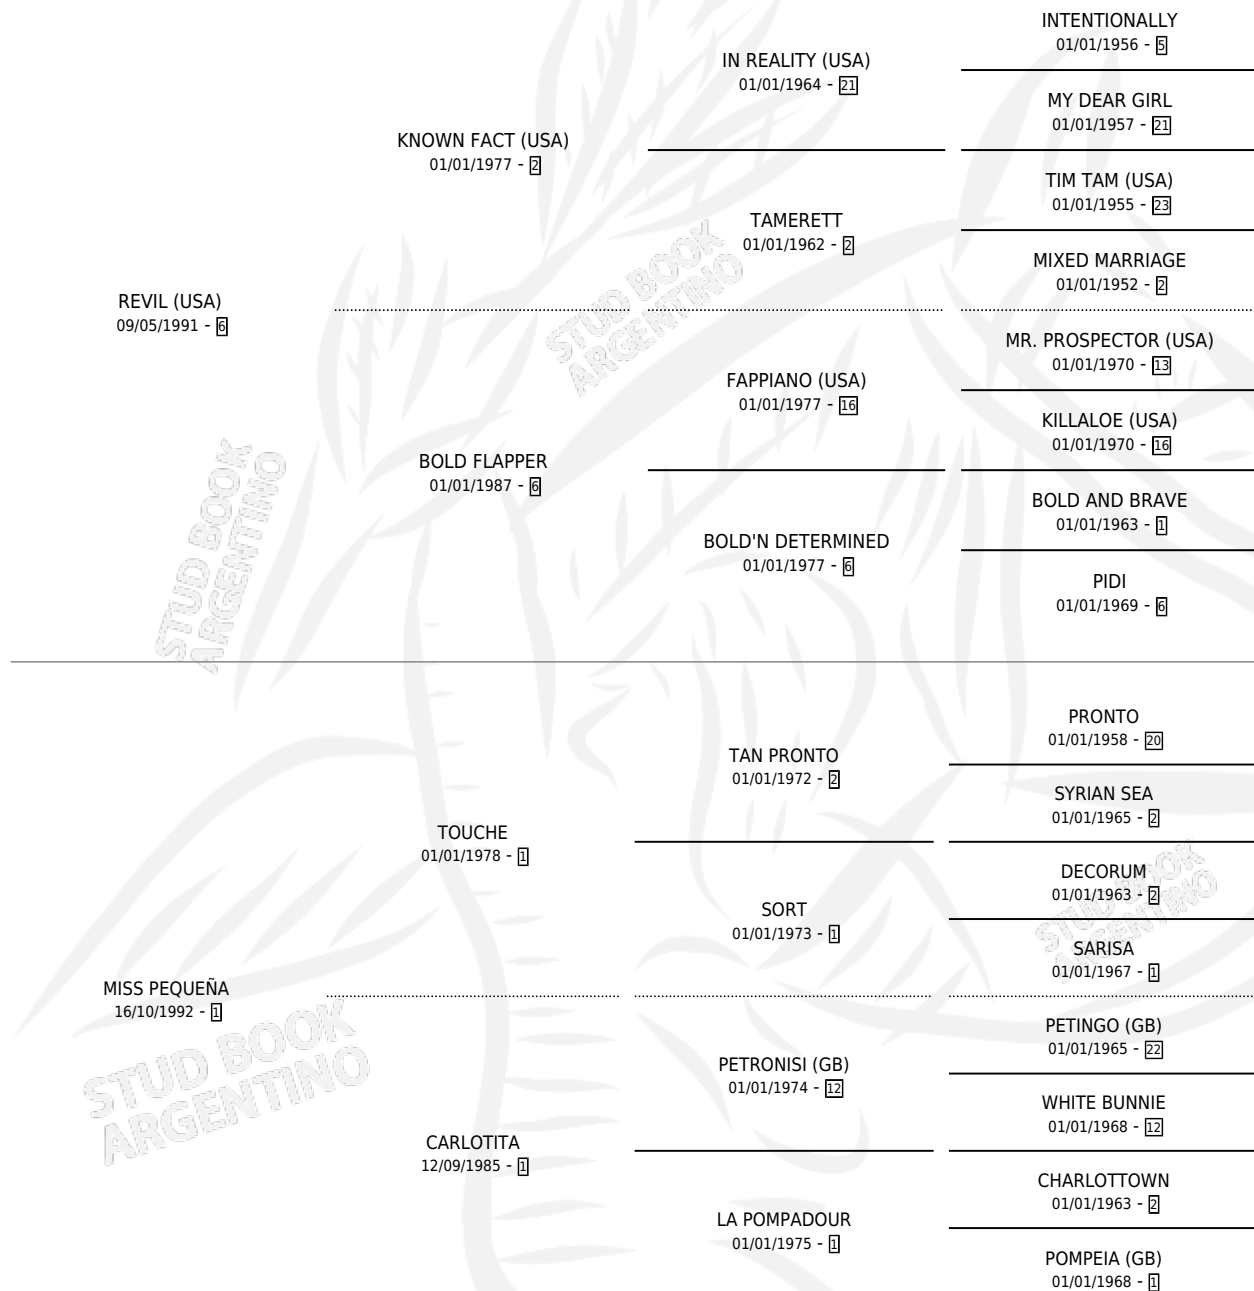 INTENTIONALLY
01/01/1956 - 5
IN REALITY (USA)
01/01/1964 - 21
MY DEAR GIRL
01/01/1957 - 21
KNOWN FACT (USA)
01/01/1977 - 2
TIM TAM (USA)
01/01/1955 - 23
TAMERETT
01/01/1962 - 2
MIXED MARRIAGE
01/01/1952 - 2
REVIL (USA)
09/05/1991 - 6
MR. PROSPECTOR (USA)
01/01/1970 - 13
FAPPIANO (USA)
01/01/1977 - 16
KILLALOE (USA)
01/01/1970 - 16
BOLD FLAPPER
01/01/1987 - 6
BOLD AND BRAVE
01/01/1963 - 1
BOLD'N DETERMINED
01/01/1977 - 6
PIDI
01/01/1969 - 6
PRONTO
01/01/1958 - 20
TAN PRONTO
01/01/1972 - 2
SYRIAN SEA
01/01/1965 - 2
TOUCHE
01/01/1978 - 1
DECORUM
01/01/1963 - 2
SORT
01/01/1973 - 1
SARISA
01/01/1967 - 1
MISS PEQUEÑA
16/10/1992 - 1
PETINGO (GB)
01/01/1965 - 22
PETRONISI (GB)
01/01/1974 - 12
WHITE BUNNIE
01/01/1968 - 12
CARLOTITA
12/09/1985 - 1
CHARLOTTOWN
01/01/1963 - 2
LA POMPADOUR
01/01/1975 - 1
POMPEIA (GB)
01/01/1968 - 1
STUD BOOK
ARGENTINO
STUD BOOK
ARGENTINO
STUD BOOK
ARGENTINO
STUD BOOK
ARGENTINO